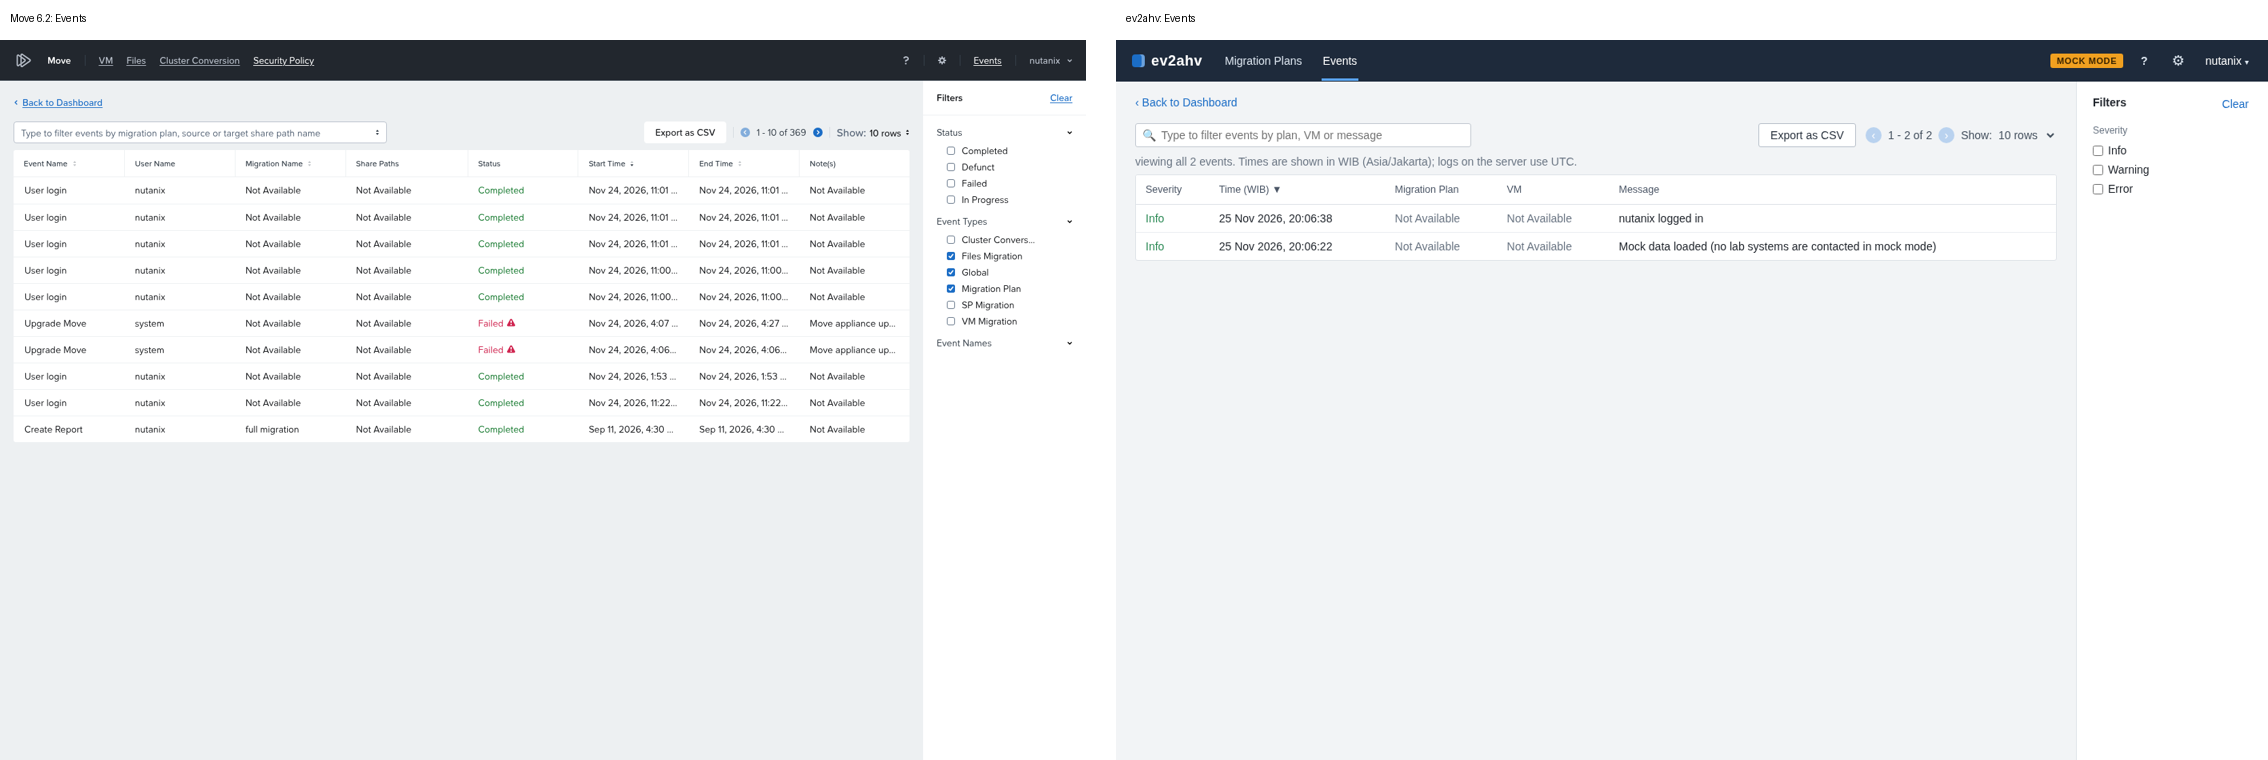 Move 6.2: Events
Move VM Files Cluster Conversion Security Policy ? Events nutanix
‹ Back to Dashboard
Type to filter events by migration plan, source or target share path name
Export as CSV ‹ 1 - 10 of 369 › Show: 10 rows
Event Name User Name Migration Name Share Paths Status Start Time End Time Note(s)
User login nutanix Not Available Not Available Completed Nov 24, 2026, 11:01 ... Nov 24, 2026, 11:01 ... Not Available
User login nutanix Not Available Not Available Completed Nov 24, 2026, 11:01 ... Nov 24, 2026, 11:01 ... Not Available
User login nutanix Not Available Not Available Completed Nov 24, 2026, 11:01 ... Nov 24, 2026, 11:01 ... Not Available
User login nutanix Not Available Not Available Completed Nov 24, 2026, 11:00... Nov 24, 2026, 11:00... Not Available
User login nutanix Not Available Not Available Completed Nov 24, 2026, 11:00... Nov 24, 2026, 11:00... Not Available
Upgrade Move system Not Available Not Available Failed Nov 24, 2026, 4:07 ... Nov 24, 2026, 4:27 ... Move appliance up...
Upgrade Move system Not Available Not Available Failed Nov 24, 2026, 4:06... Nov 24, 2026, 4:06... Move appliance up...
User login nutanix Not Available Not Available Completed Nov 24, 2026, 1:53 ... Nov 24, 2026, 1:53 ... Not Available
User login nutanix Not Available Not Available Completed Nov 24, 2026, 11:22... Nov 24, 2026, 11:22... Not Available
Create Report nutanix full migration Not Available Completed Sep 11, 2026, 4:30 ... Sep 11, 2026, 4:30 ... Not Available
Filters Clear
Status
Completed
Defunct
Failed
In Progress
Event Types
Cluster Convers...
Files Migration
Global
Migration Plan
SP Migration
VM Migration
Event Names
ev2ahv: Events
ev2ahv Migration Plans Events MOCK MODE ? nutanix ▾
‹ Back to Dashboard
Type to filter events by plan, VM or message
Export as CSV ‹ 1 - 2 of 2 › Show: 10 rows
viewing all 2 events. Times are shown in WIB (Asia/Jakarta); logs on the server use UTC.
Severity Time (WIB) ▼ Migration Plan VM Message
Info 25 Nov 2026, 20:06:38 Not Available Not Available nutanix logged in
Info 25 Nov 2026, 20:06:22 Not Available Not Available Mock data loaded (no lab systems are contacted in mock mode)
Filters Clear
Severity
Info
Warning
Error